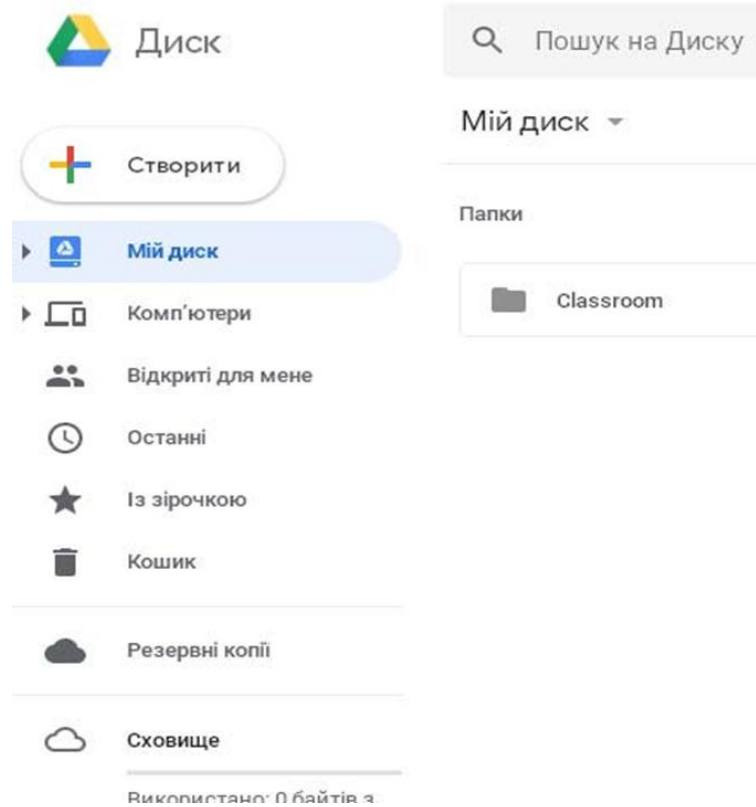 Диск
Пошук на Диску
Створити
Мій диск
Комп'ютери
Відкриті для мене
Останні
Із зірочкою
Кошик
Резервні копії
Сховище
Використано: 0 байтів з
Мій диск
Папки
Classroom